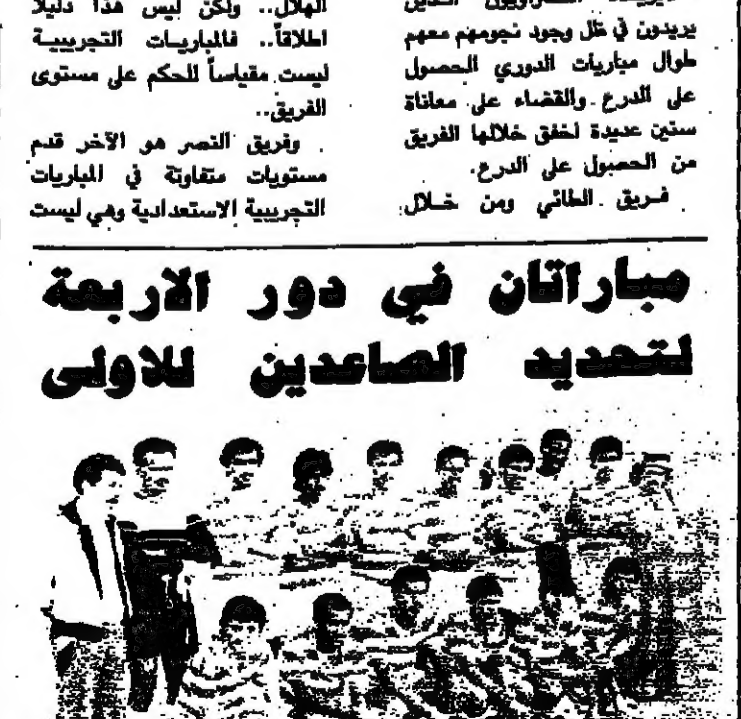 يريدون في ظل وجود نجومهم معهم
طوال مباريات الدوري الحصول
على الدرع والقضاء على معاناة
سنين عديدة اخفق خلالها الفريق
من الحصول على الدرع.
فريق الطائي ومن خلال
الهلال.. ولكن ليس هذا دليلا
اطلاقاً.. فالمباريات التجريبية
ليست مقياساً للحكم على مستوى
الفريق..
وفريق النصر هو الآخر قدم
مستويات متفاوتة في المباريات
التجريبية الاستعدادية وهي ليست
مباراتان في دور الاربعة
لتحديد الصاعدين للاولى